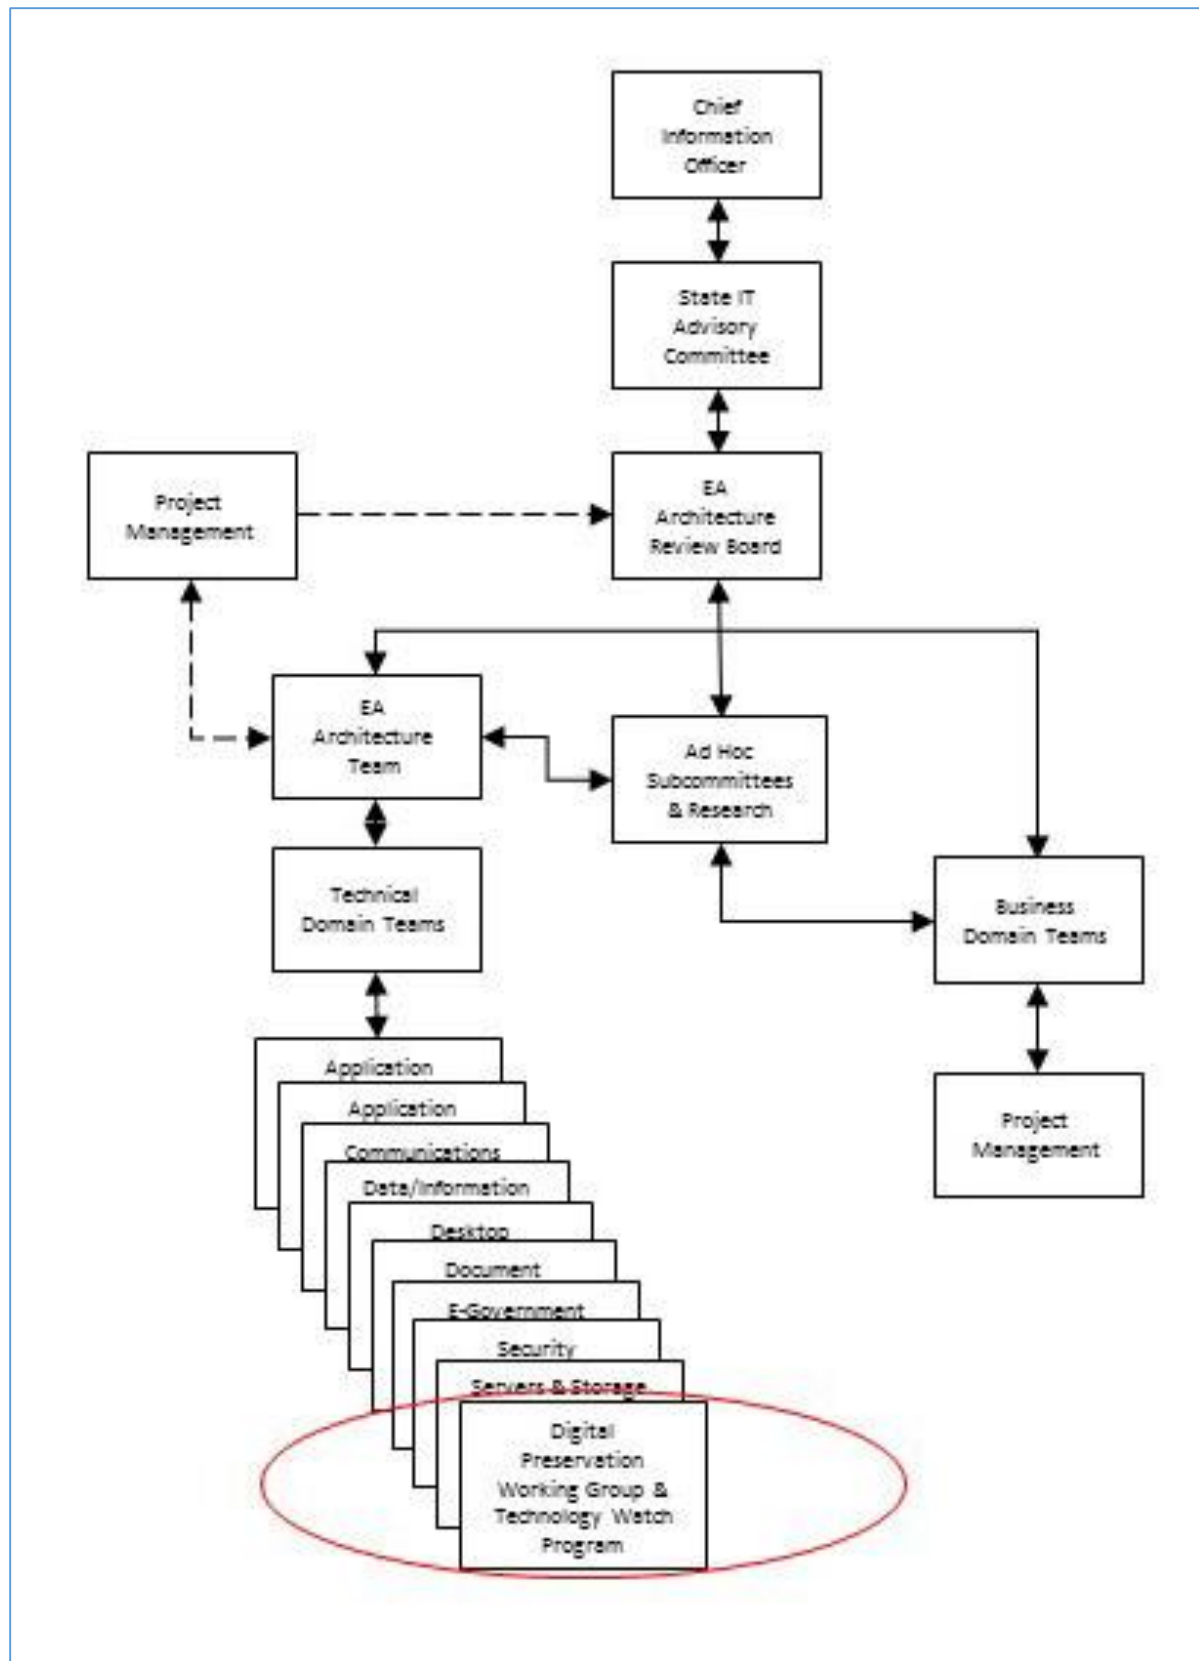 Chief
Information
Officer
State IT
Advisory
Committee
Project
Management
EA
Architecture
Review Board
EA
Architecture
Team
Ad Hoc
Subcommittees
& Research
Technical
Domain Teams
Business
Domain Teams
Project
Management
Application
Application
Communications
Data/Information
Desktop
Document
E-Government
Security
Servers & Storage
Digital
Preservation
Working Group &
Technology Watch
Program